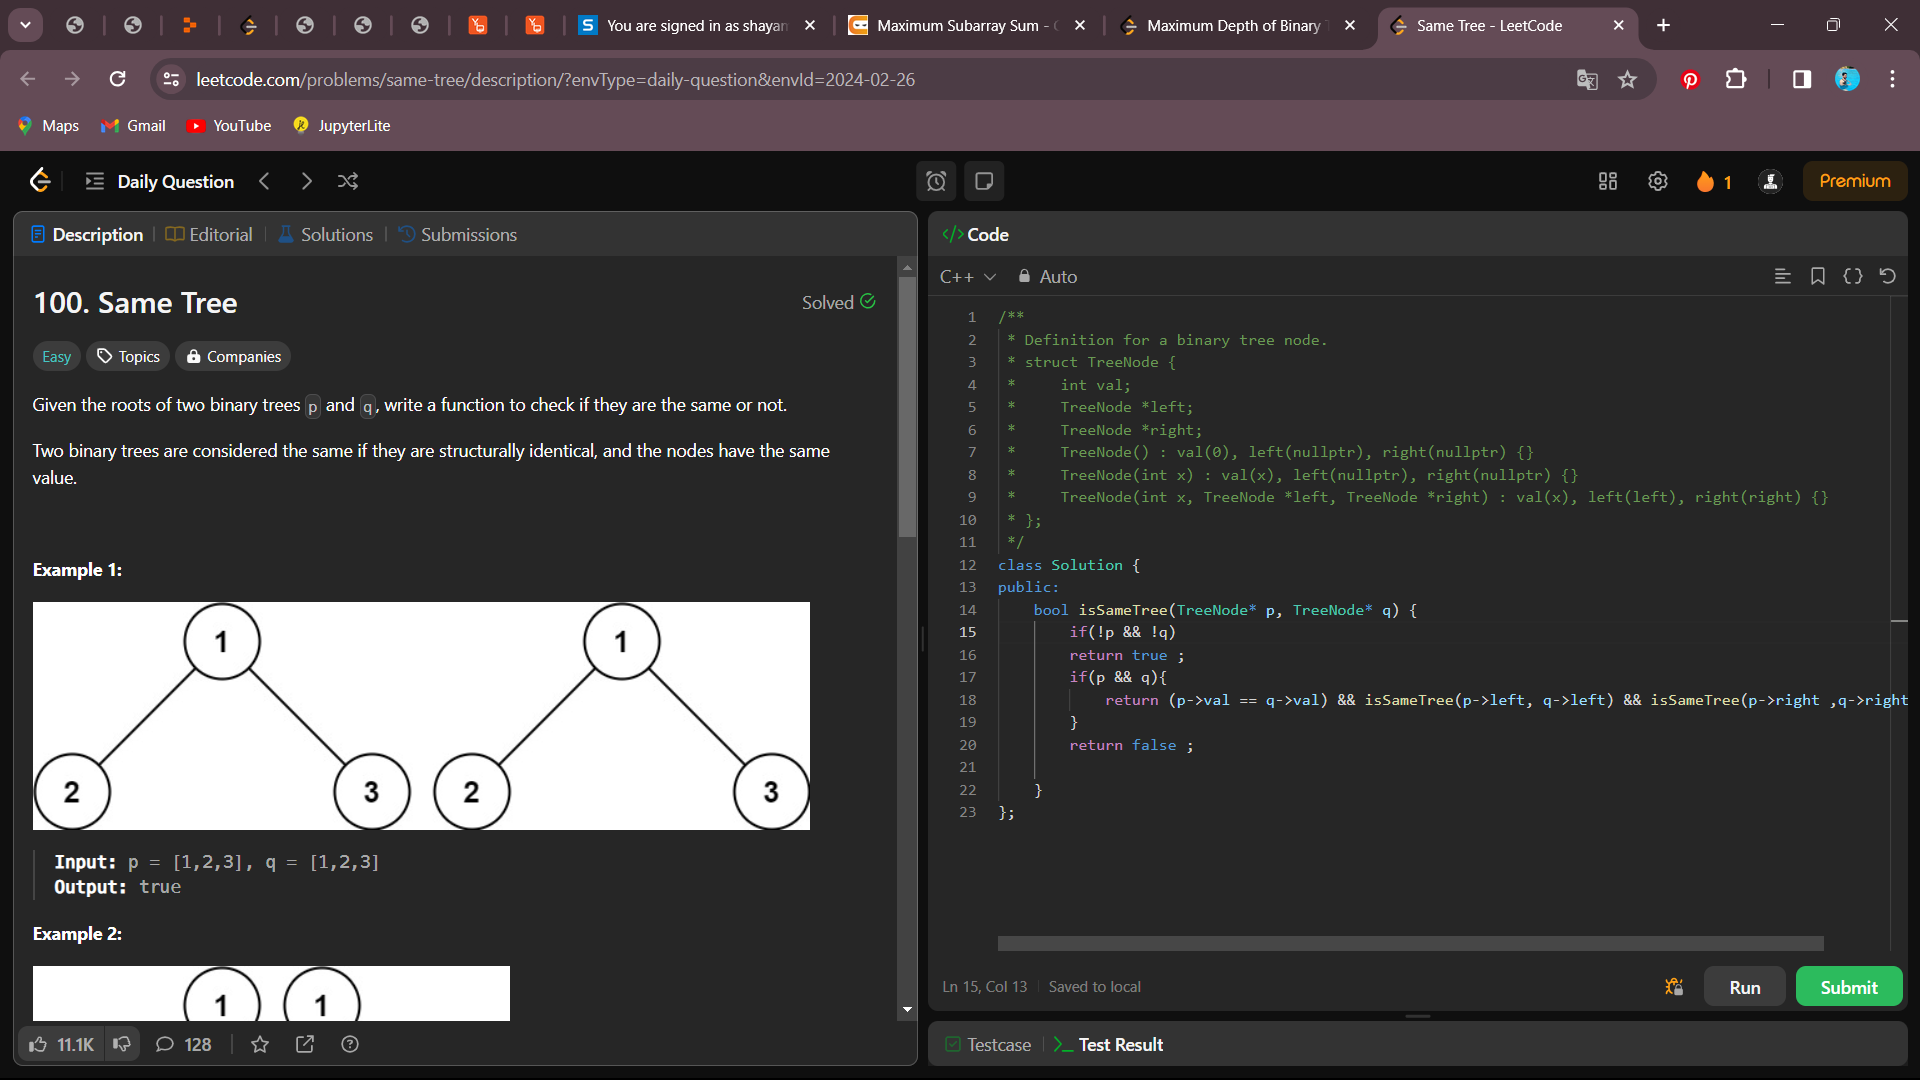 You are signed in as shayan
Maximum Subarray Sum -
Maximum Depth of Binary
Same Tree - LeetCode
leetcode.com/problems/same-tree/description/?envType=daily-question&envId=2024-02-26
Maps
Gmail
YouTube
JupyterLite
Daily Question
1
Premium
Description
Editorial
Solutions
Submissions
100. Same Tree
Solved
Easy
Topics
Companies
Given the roots of two binary trees p and q, write a function to check if they are the same or not.
Two binary trees are considered the same if they are structurally identical, and the nodes have the same
value.
Example 1:
1
1
2
3
2
3
Input: p = [1,2,3], q = [1,2,3]
Output: true
Example 2:
1
1
11.1K
128
</> Code
C++
Auto
1 /**
2 * Definition for a binary tree node.
3 * struct TreeNode {
4 *     int val;
5 *     TreeNode *left;
6 *     TreeNode *right;
7 *     TreeNode() : val(0), left(nullptr), right(nullptr) {}
8 *     TreeNode(int x) : val(x), left(nullptr), right(nullptr) {}
9 *     TreeNode(int x, TreeNode *left, TreeNode *right) : val(x), left(left), right(right) {}
10 * };
11 */
12 class Solution {
13 public:
14     bool isSameTree(TreeNode* p, TreeNode* q) {
15         if(!p && !q)
16         return true ;
17         if(p && q){
18             return (p->val == q->val) && isSameTree(p->left, q->left) && isSameTree(p->right ,q->right
19         }
20         return false ;
21
22     }
23 };
Ln 15, Col 13
Saved to local
Run
Submit
Testcase
Test Result